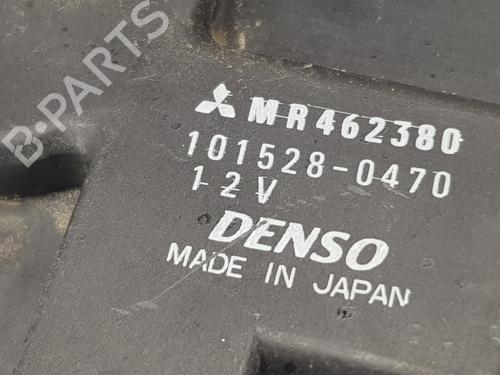 B-PARTS
MR462380
101528-0470
12V
DENSO
MADE IN JAPAN